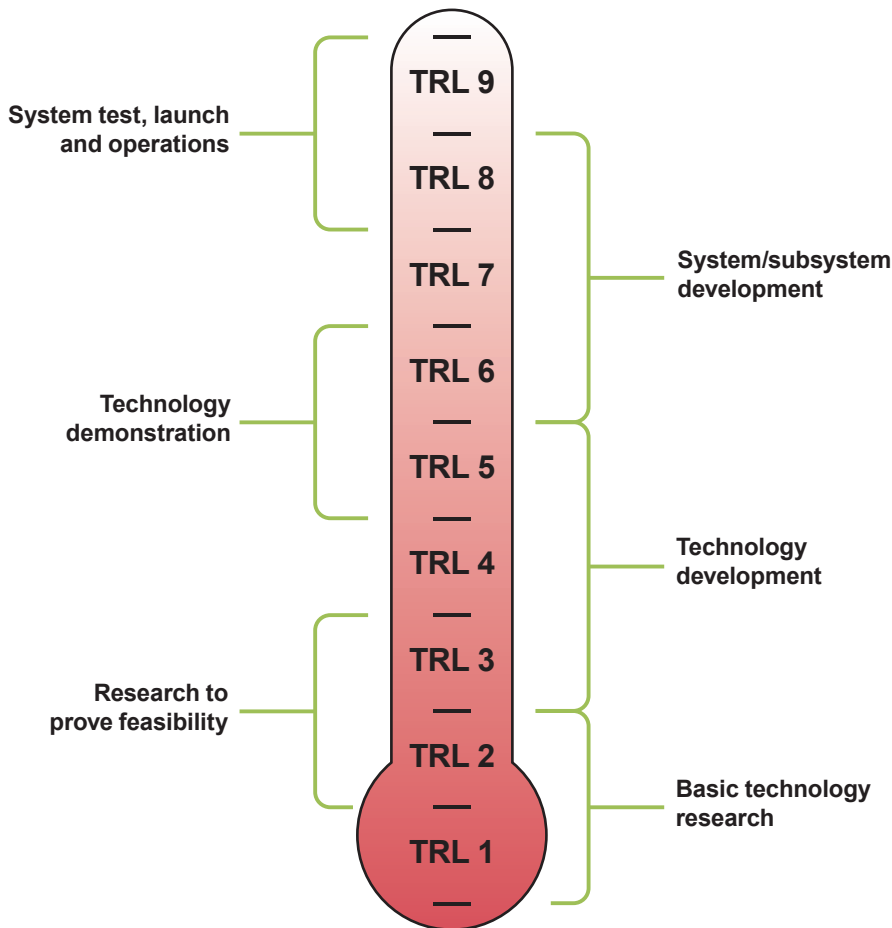 TRL 9
System test, launch
and operations
TRL 8
System/subsystem
development
TRL 7
TRL 6
Technology
demonstration
TRL 5
Technology
development
TRL 4
TRL 3
Research to
prove feasibility
TRL 2
Basic technology
research
TRL 1